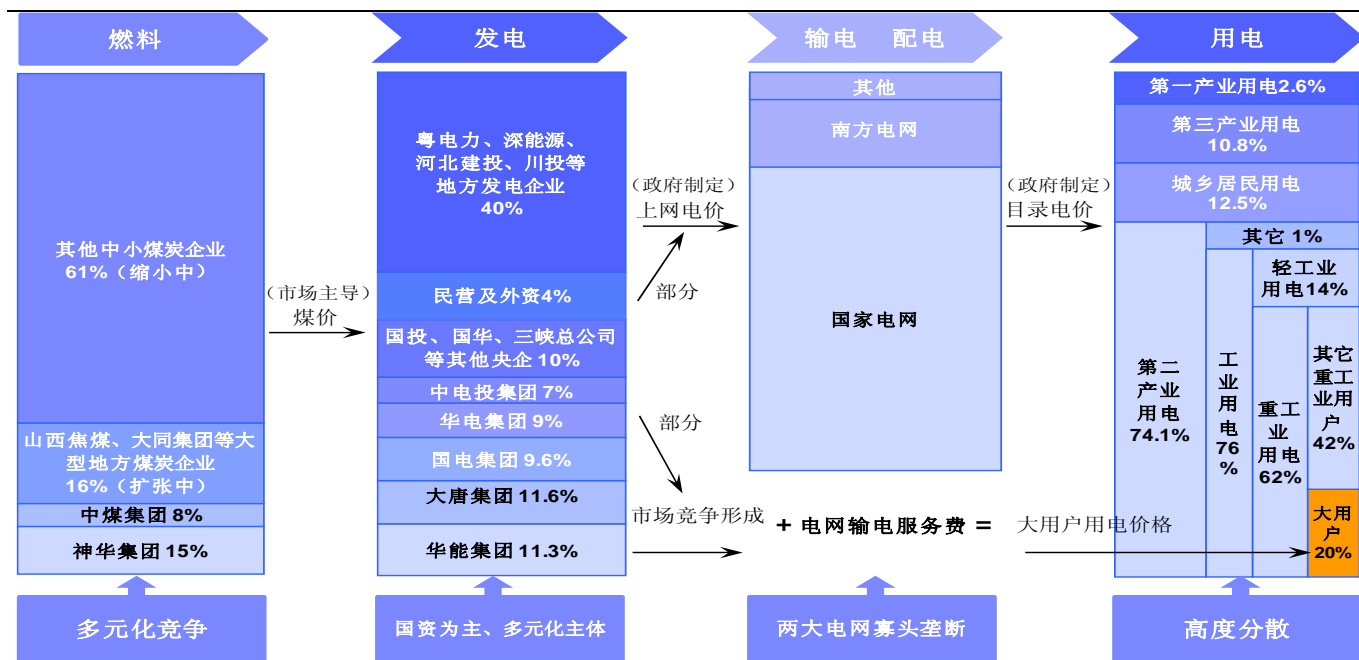 燃料
其他中小煤炭企业
61%（缩小中）
山西焦煤、大同集团等大
型地方煤炭企业
16%（扩张中）
中煤集团 8%
神华集团 15%
多元化竞争
（市场主导）
煤价
发电
粤电力、深能源、
河北建投、川投等
地方发电企业
40%
民营及外资4%
国投、国华、三峡总公司
等其他央企 10%
中电投集团 7%
华电集团 9%
国电集团 9.6%
大唐集团 11.6%
华能集团 11.3%
国资为主、多元化主体
（政府制定）
上网电价
部分
部分
市场竞争形成
输电 配电
其他
南方电网
国家电网
+ 电网输电服务费 =
两大电网寡头垄断
（政府制定）
目录电价
大用户用电价格
用电
第一产业用电2.6%
第三产业用电
10.8%
城乡居民用电
12.5%
第二
产业
用电
74.1%
其它 1%
工
业
用
电
76
%
轻工业
用电14%
重工
业
用电
62%
其它
重工
业用
户
42%
大用
户
20%
高度分散